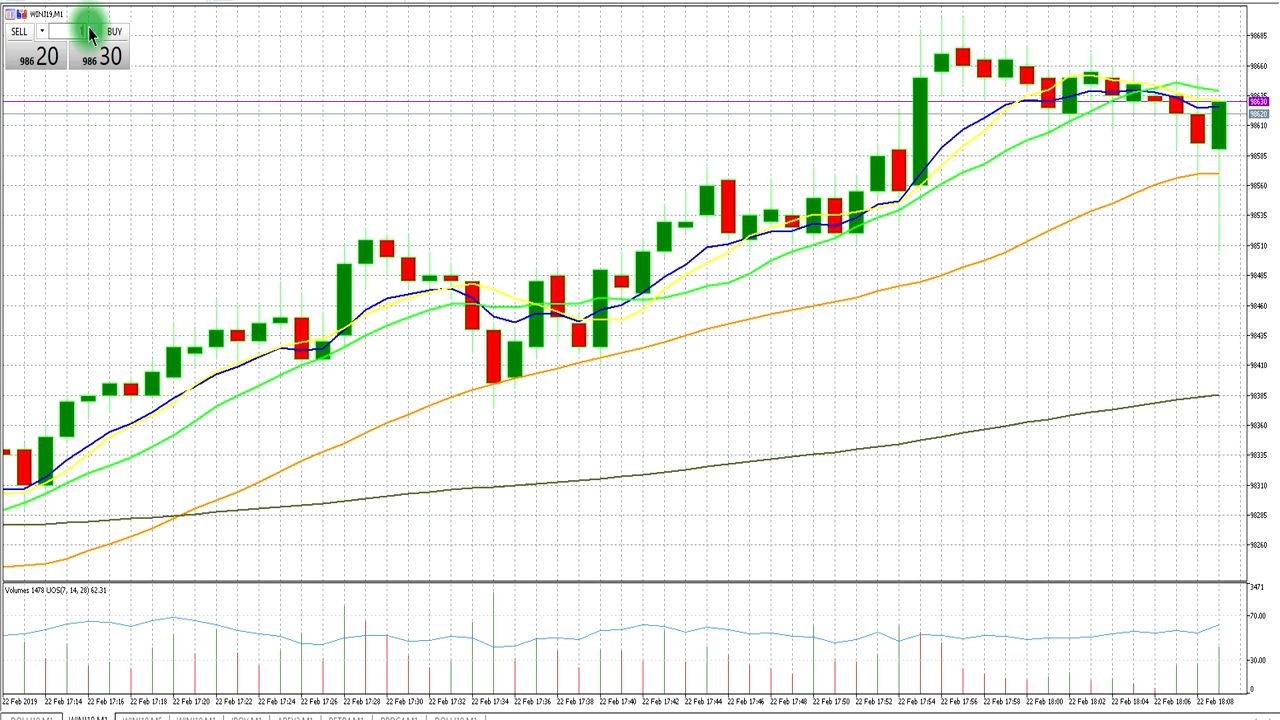 WINJ19,M1
SELL
BUY
986 20
986 30
98685
98660
98635
98630
98620
98610
98585
98560
98535
98510
98485
98460
98435
98410
98385
98360
98335
98310
98285
98260
Volumes 1478 UOS(7, 14, 28) 62.31
3471
70.00
30.00
0
22 Feb 2019
22 Feb 17:14
22 Feb 17:16
22 Feb 17:18
22 Feb 17:20
22 Feb 17:22
22 Feb 17:24
22 Feb 17:26
22 Feb 17:28
22 Feb 17:30
22 Feb 17:32
22 Feb 17:34
22 Feb 17:36
22 Feb 17:38
22 Feb 17:40
22 Feb 17:42
22 Feb 17:44
22 Feb 17:46
22 Feb 17:48
22 Feb 17:50
22 Feb 17:52
22 Feb 17:54
22 Feb 17:56
22 Feb 17:58
22 Feb 18:00
22 Feb 18:02
22 Feb 18:04
22 Feb 18:06
22 Feb 18:08